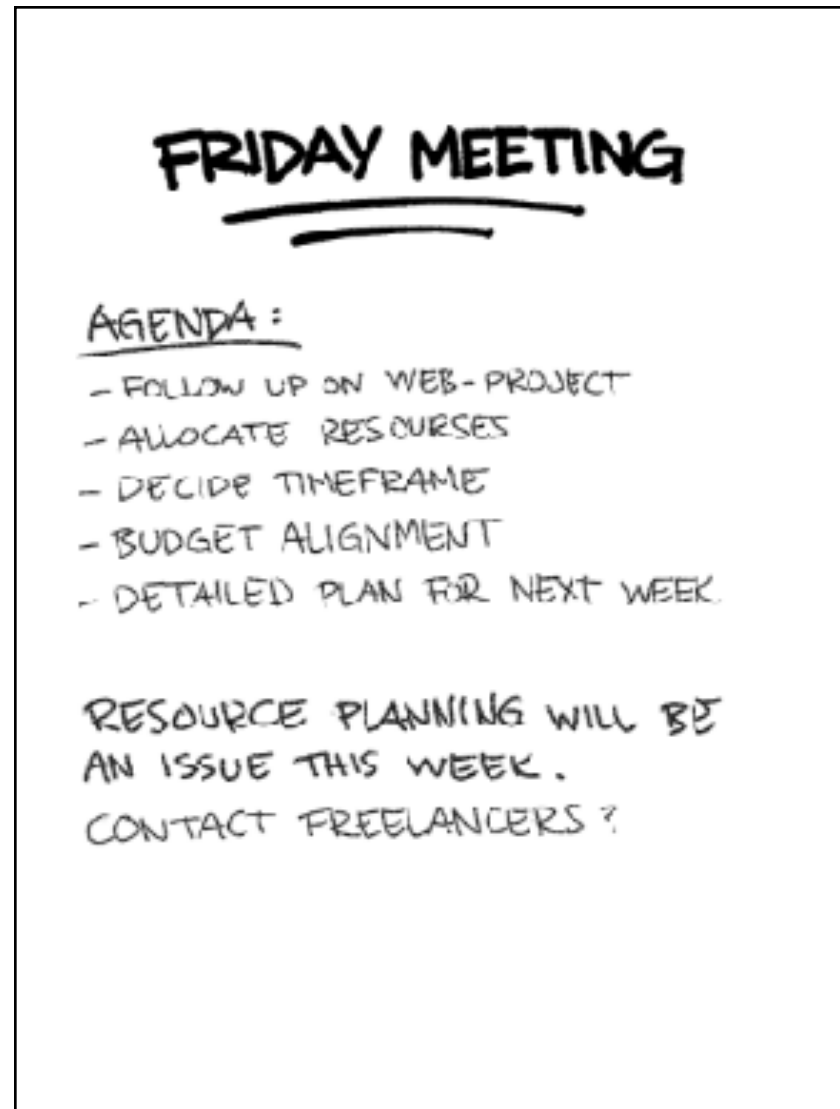 FRIDAY MEETING
AGENDA:
- FOLLOW UP ON WEB-PROJECT
- ALLOCATE RESOURSES
- DECIDE TIMEFRAME
- BUDGET ALIGNMENT
- DETAILED PLAN FOR NEXT WEEK
RESOURCE PLANNING WILL BE
AN ISSUE THIS WEEK.
CONTACT FREELANCERS?